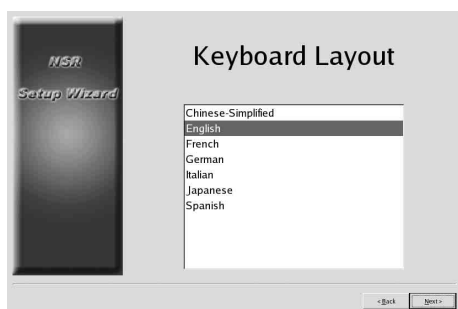 NSR
Setup Wizard
Keyboard Layout
Chinese-Simplified
English
French
German
Italian
Japanese
Spanish
< Back
Next >